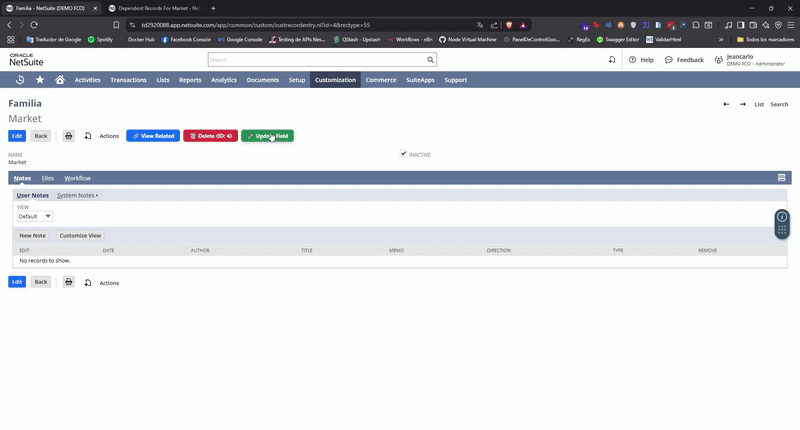 Familia - NetSuite (DEMO FCO)
Dependent Records For Market - Ne
td2920088.app.netsuite.com/app/common/custom/custrecordentry.nl?id=4&rectype=55
Traductor de Google
Spotify
Docker Hub
Facebook Console
Google Console
Testing de APIs Nes...
QStash - Upstash
Workflows - n8n
Node Virtual Machine
PanelDeControlGoo...
RegEx
Swagger Editor
ValidarHtml
Todos los marcadores
ORACLE
NetSuite
Search
Help
Feedback
Jeancarlo
DEMO FCO - Administrator
Activities
Transactions
Lists
Reports
Analytics
Documents
Setup
Customization
Commerce
SuiteApps
Support
Familia
List
Search
Market
Edit
Back
Actions
View Related
Delete (ID: 4)
Update Field
NAME
Market
INACTIVE
Notes
Files
Workflow
User Notes
System Notes •
VIEW
Default
New Note
Customize View
EDIT
DATE
AUTHOR
TITLE
MEMO
DIRECTION
TYPE
REMOVE
No records to show.
Edit
Back
Actions